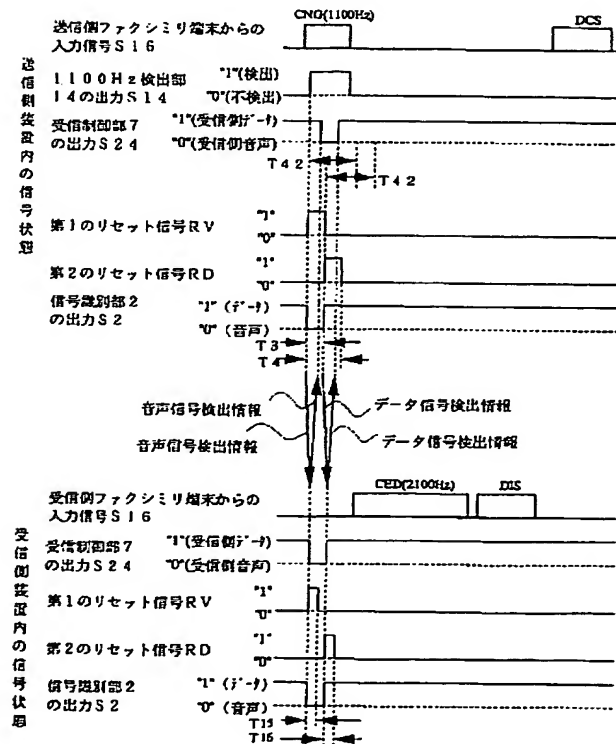 CNG(1100Hz)
DCS
送信側ファクシミリ端末からの
入力信号S16
1100Hz検出部
14の出力S14
"1"(検出)
"0"(不検出)
受信制御部7
の出力S24
"1"(受信側データ)
"0"(受信側音声)
T42
T42
第1のリセット信号RV
"1"
"0"
第2のリセット信号RD
"1"
"0"
信号識別部2
の出力S2
"1"(データ)
"0"(音声)
T3
T4
送信側装置内の信号状態
音声信号検出情報
データ信号検出情報
音声信号検出情報
データ信号検出情報
CED(2100Hz)
DIS
受信側ファクシミリ端末からの
入力信号S16
受信制御部7
の出力S24
"1"(受信側データ)
"0"(受信側音声)
第1のリセット信号RV
"1"
"0"
第2のリセット信号RD
"1"
"0"
信号識別部2
の出力S2
"1"(データ)
"0"(音声)
T15
T16
受信側装置内の信号状態